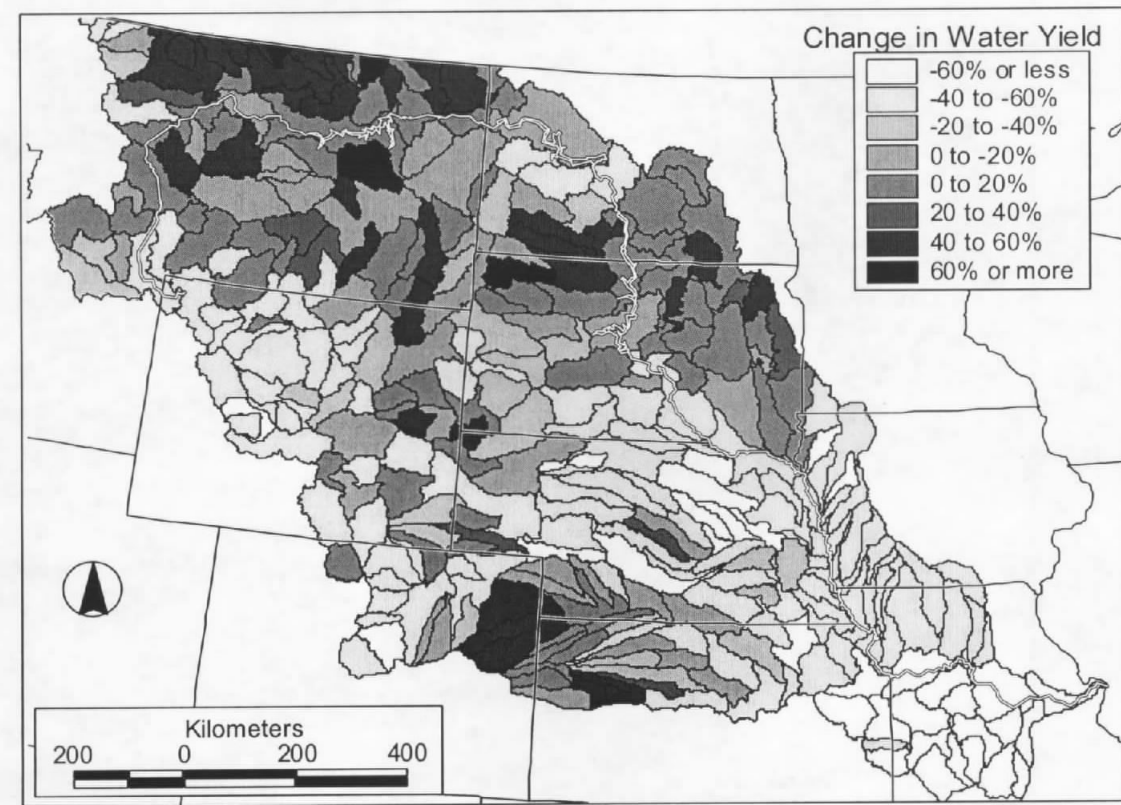 Change in Water Yield
-60% or less
-40 to -60%
-20 to -40%
0 to -20%
0 to 20%
20 to 40%
40 to 60%
60% or more
Kilometers
200 0 200 400